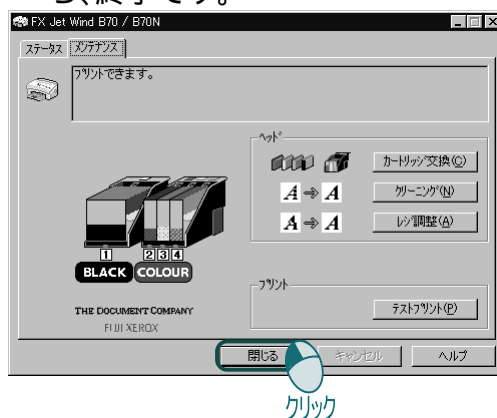 し、終了です。
FX Jet Wind B70 / B70N
ステータス メンテナンス
プリントできます。
ヘッド
カートリッジ交換(C)
A ⇒ A クリーニング(N)
A ⇒ A レジ調整(A)
1 2 3 4
BLACK COLOUR
プリント
テストプリント(P)
THE DOCUMENT COMPANY
FUJI XEROX
閉じる キャンセル ヘルプ
クリック